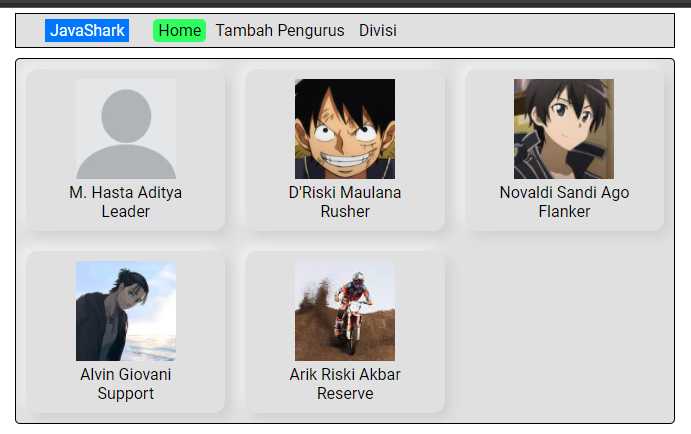 JavaShark Home Tambah Pengurus Divisi
M. Hasta Aditya
Leader
D'Riski Maulana
Rusher
Novaldi Sandi Ago
Flanker
Alvin Giovani
Support
Arik Riski Akbar
Reserve